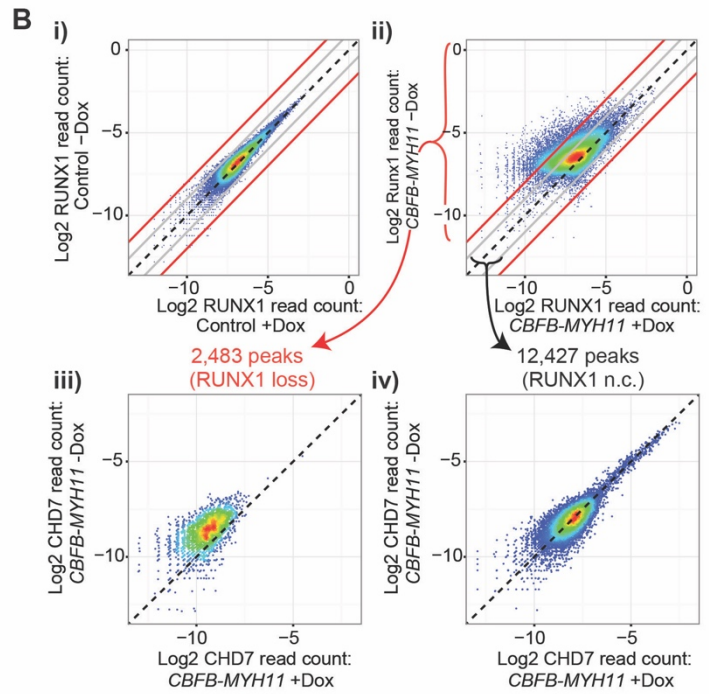 B
i)
0
−5
−10
−10
−5
0
Log2 RUNX1 read count:
Control −Dox
Log2 RUNX1 read count:
Control +Dox
ii)
0
−5
−10
−10
−5
0
Log2 Runx1 read count:
CBFB-MYH11 −Dox
Log2 RUNX1 read count:
CBFB-MYH11 +Dox
2,483 peaks
(RUNX1 loss)
12,427 peaks
(RUNX1 n.c.)
iii)
−5
−10
−10
−5
Log2 CHD7 read count:
CBFB-MYH11 -Dox
Log2 CHD7 read count:
CBFB-MYH11 +Dox
iv)
−5
−10
−10
−5
Log2 CHD7 read count:
CBFB-MYH11 -Dox
Log2 CHD7 read count:
CBFB-MYH11 +Dox